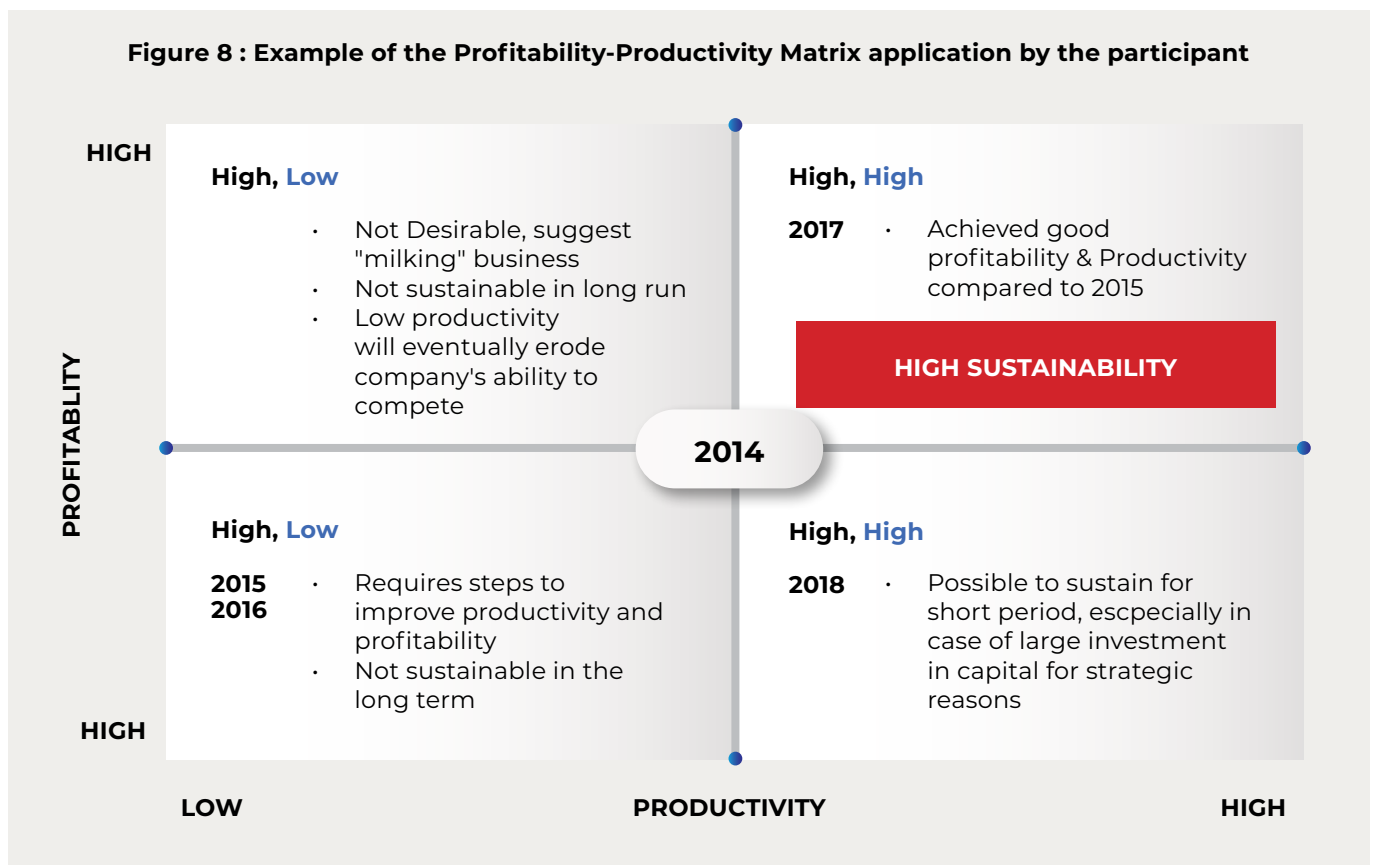 Figure 8 : Example of the Profitability-Productivity Matrix application by the participant
HIGH
High, Low
• Not Desirable, suggest
"milking" business
• Not sustainable in long run
• Low productivity
will eventually erode
company's ability to
compete
High, High
2017 • Achieved good
profitability & Productivity
compared to 2015
HIGH SUSTAINABILITY
PROFITABLITY
2014
High, Low
2015 • Requires steps to
2016 improve productivity and
profitability
• Not sustainable in the
long term
High, High
2018 • Possible to sustain for
short period, escpecially in
case of large investment
in capital for strategic
reasons
HIGH
LOW
PRODUCTIVITY
HIGH